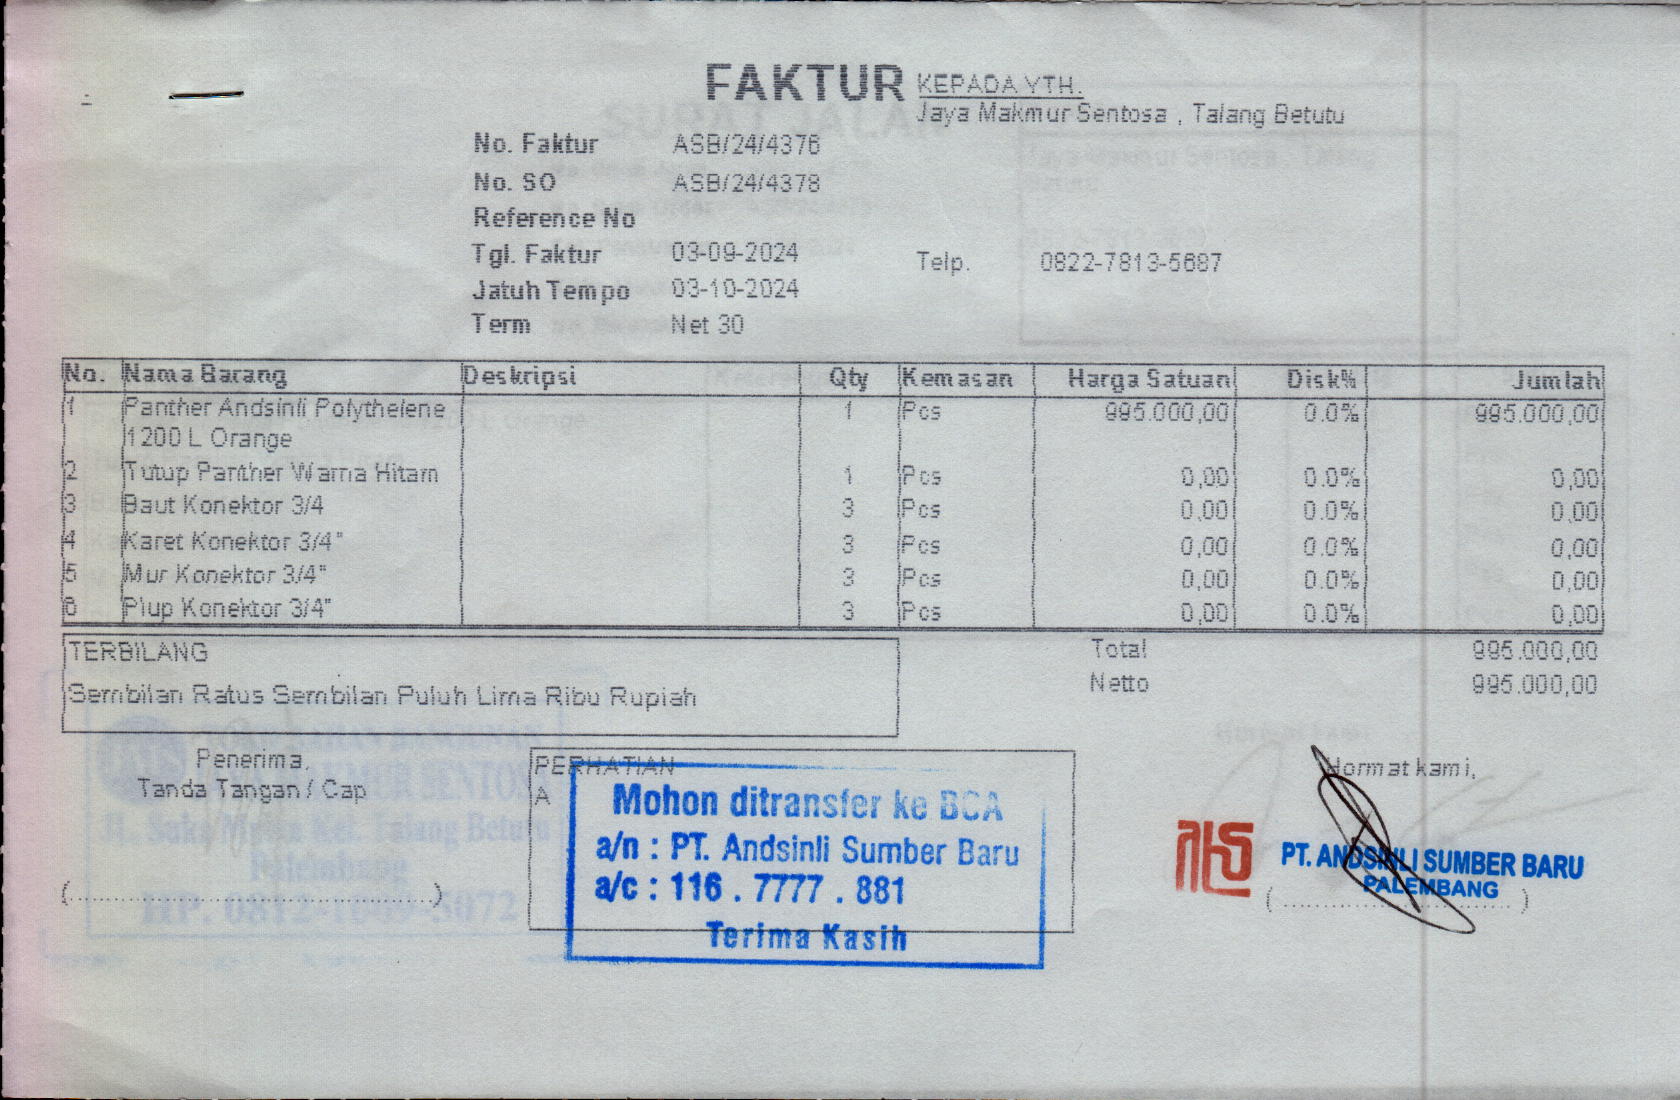 FAKTUR
KEPADA YTH.
Jaya Makmur Sentosa , Talang Betutu
No. Faktur ASB/24/4376
No. SO ASB/24/4378
Reference No
Tgl. Faktur 03-09-2024
Telp. 0822-7813-5687
Jatuh Tempo 03-10-2024
Term Net 30
No. Nama Barang Deskripsi Qty Kemasan Harga Satuan Disk% Jumlah
1 Panther Andsinli Polythelene 1 Pcs 995.000,00 0.0% 995.000,00
1200 L Orange
2 Tutup Panther Warna Hitam 1 Pcs 0,00 0.0% 0,00
3 Baut Konektor 3/4 3 Pcs 0,00 0.0% 0,00
4 Karet Konektor 3/4" 3 Pcs 0,00 0.0% 0,00
5 Mur Konektor 3/4" 3 Pcs 0,00 0.0% 0,00
6 Plup Konektor 3/4" 3 Pcs 0,00 0.0% 0,00
TERBILANG
Sembilan Ratus Sembilan Puluh Lima Ribu Rupiah
Total 995.000,00
Netto 995.000,00
Penerima,
Tanda Tangan / Cap
(........................................)
PERHATIAN
A
Mohon ditransfer ke BCA
a/n : PT. Andsinli Sumber Baru
a/c : 116 . 7777 . 881
Terima Kasih
Hormat kami,
PT. ANDSINLI SUMBER BARU
PALEMBANG
( ............................ )